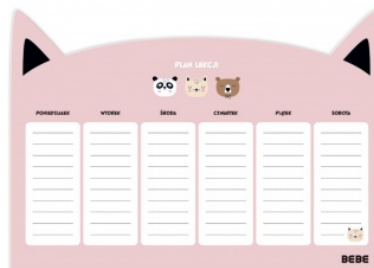 PLAN LEKCJI
PONIEDZIAŁEK WTOREK ŚRODA CZWARTEK PIĄTEK SOBOTA
BEBE